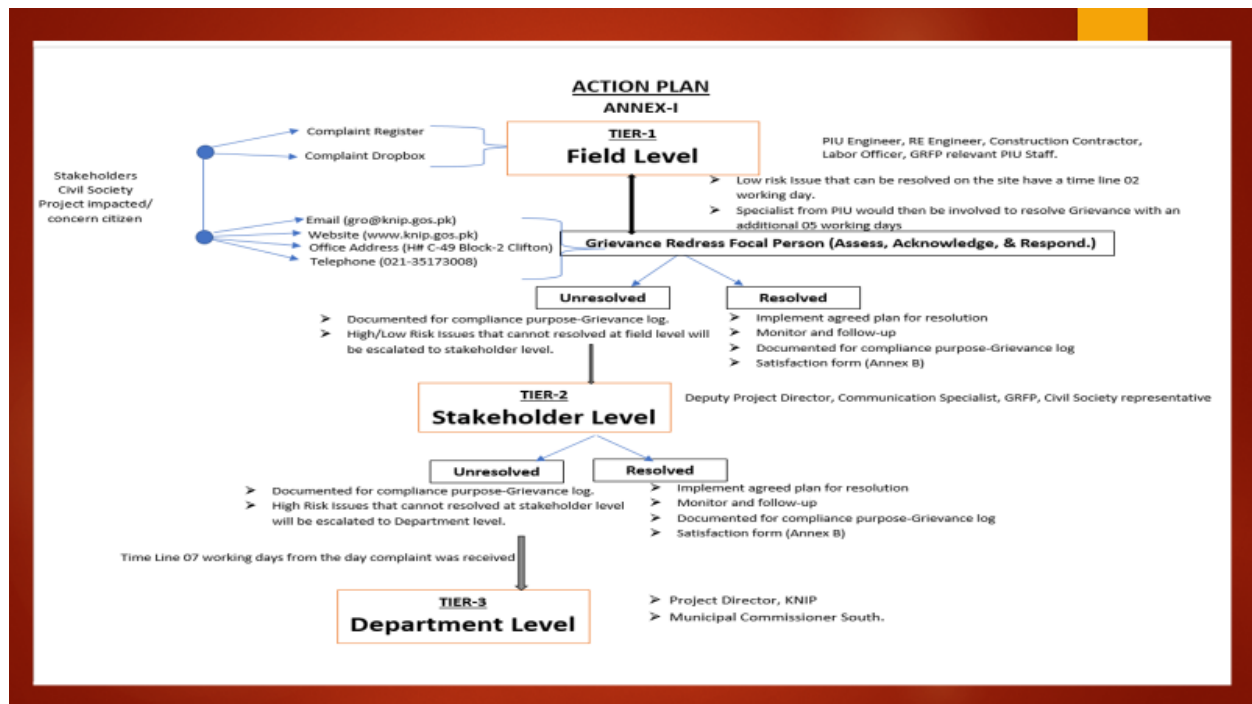 ACTION PLAN
ANNEX-I
Complaint Register
Complaint Dropbox
TIER-1
Field Level
PIU Engineer, RE Engineer, Construction Contractor,
Labor Officer, GRFP relevant PIU Staff.
Stakeholders
Civil Society
Project impacted/
concern citizen
➢ Low risk Issue that can be resolved on the site have a time line 02
working day.
➢ Specialist from PIU would then be involved to resolve Grievance with an
additional 05 working days
Email (gro@knip.gos.pk)
Website (www.knip.gos.pk)
Office Address (H# C-49 Block-2 Clifton)
Telephone (021-35173008)
Grievance Redress Focal Person (Assess, Acknowledge, & Respond.)
Unresolved
➢ Documented for compliance purpose-Grievance log.
➢ High/Low Risk Issues that cannot resolved at field level will
be escalated to stakeholder level.
Resolved
➢ Implement agreed plan for resolution
➢ Monitor and follow-up
➢ Documented for compliance purpose-Grievance log
➢ Satisfaction form (Annex B)
TIER-2
Stakeholder Level
Deputy Project Director, Communication Specialist, GRFP, Civil Society representative
Unresolved
➢ Documented for compliance purpose-Grievance log.
➢ High Risk Issues that cannot resolved at stakeholder level
will be escalated to Department level.
Resolved
➢ Implement agreed plan for resolution
➢ Monitor and follow-up
➢ Documented for compliance purpose-Grievance log
➢ Satisfaction form (Annex B)
Time Line 07 working days from the day complaint was received
TIER-3
Department Level
➢ Project Director, KNIP
➢ Municipal Commissioner South.